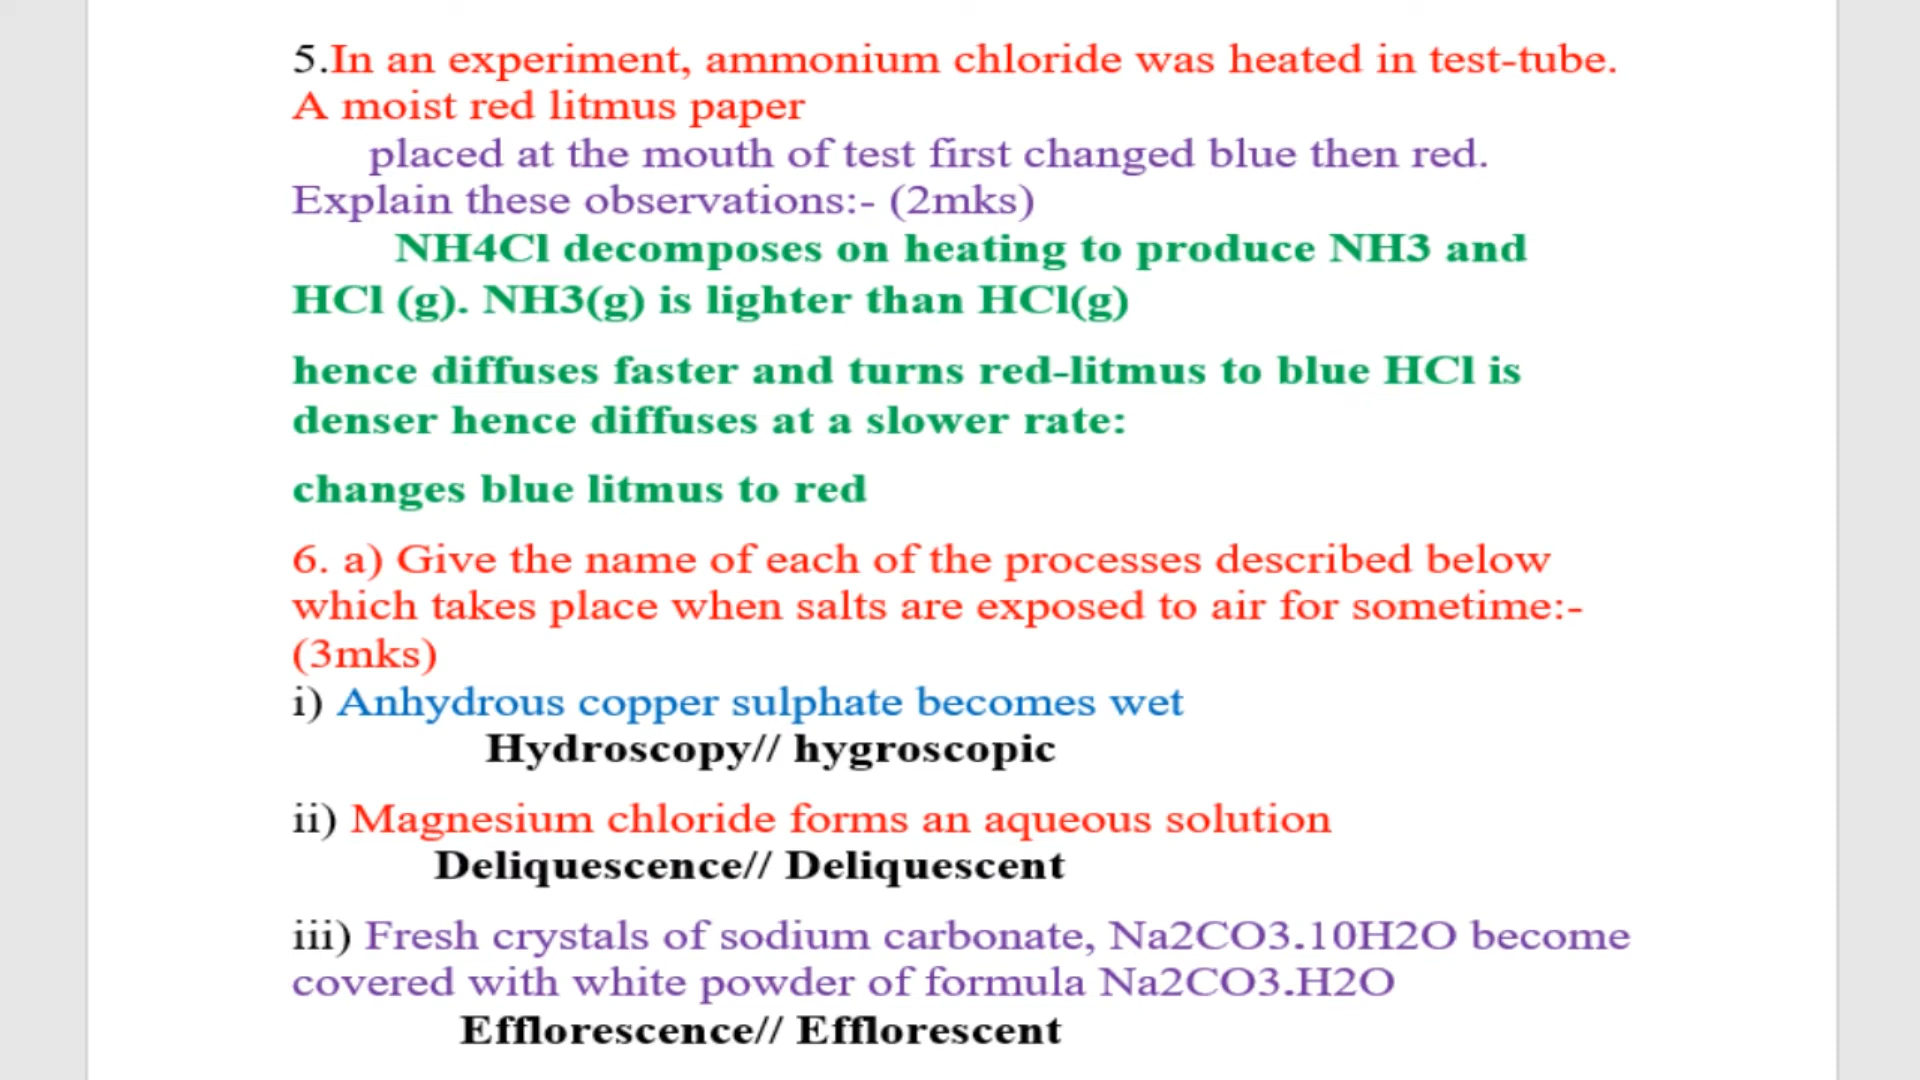 5.In an experiment, ammonium chloride was heated in test-tube.
A moist red litmus paper
placed at the mouth of test first changed blue then red.
Explain these observations:- (2mks)
NH4Cl decomposes on heating to produce NH3 and
HCl (g). NH3(g) is lighter than HCl(g)
hence diffuses faster and turns red-litmus to blue HCl is
denser hence diffuses at a slower rate:
changes blue litmus to red
6. a) Give the name of each of the processes described below
which takes place when salts are exposed to air for sometime:-
(3mks)
i) Anhydrous copper sulphate becomes wet
Hydroscopy// hygroscopic
ii) Magnesium chloride forms an aqueous solution
Deliquescence// Deliquescent
iii) Fresh crystals of sodium carbonate, Na2CO3.10H2O become
covered with white powder of formula Na2CO3.H2O
Efflorescence// Efflorescent